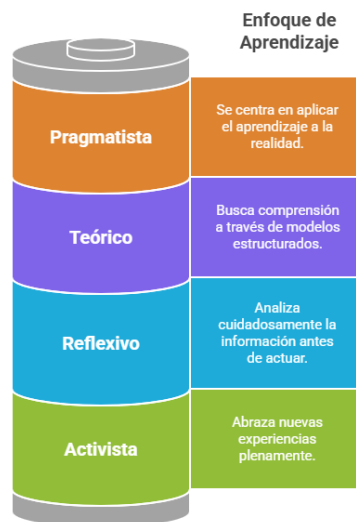 Enfoque de
Aprendizaje
Pragmatista
Se centra en aplicar
el aprendizaje a la
realidad.
Teórico
Busca comprensión
a través de modelos
estructurados.
Reflexivo
Analiza
cuidadosamente la
información antes
de actuar.
Activista
Abraza nuevas
experiencias
plenamente.